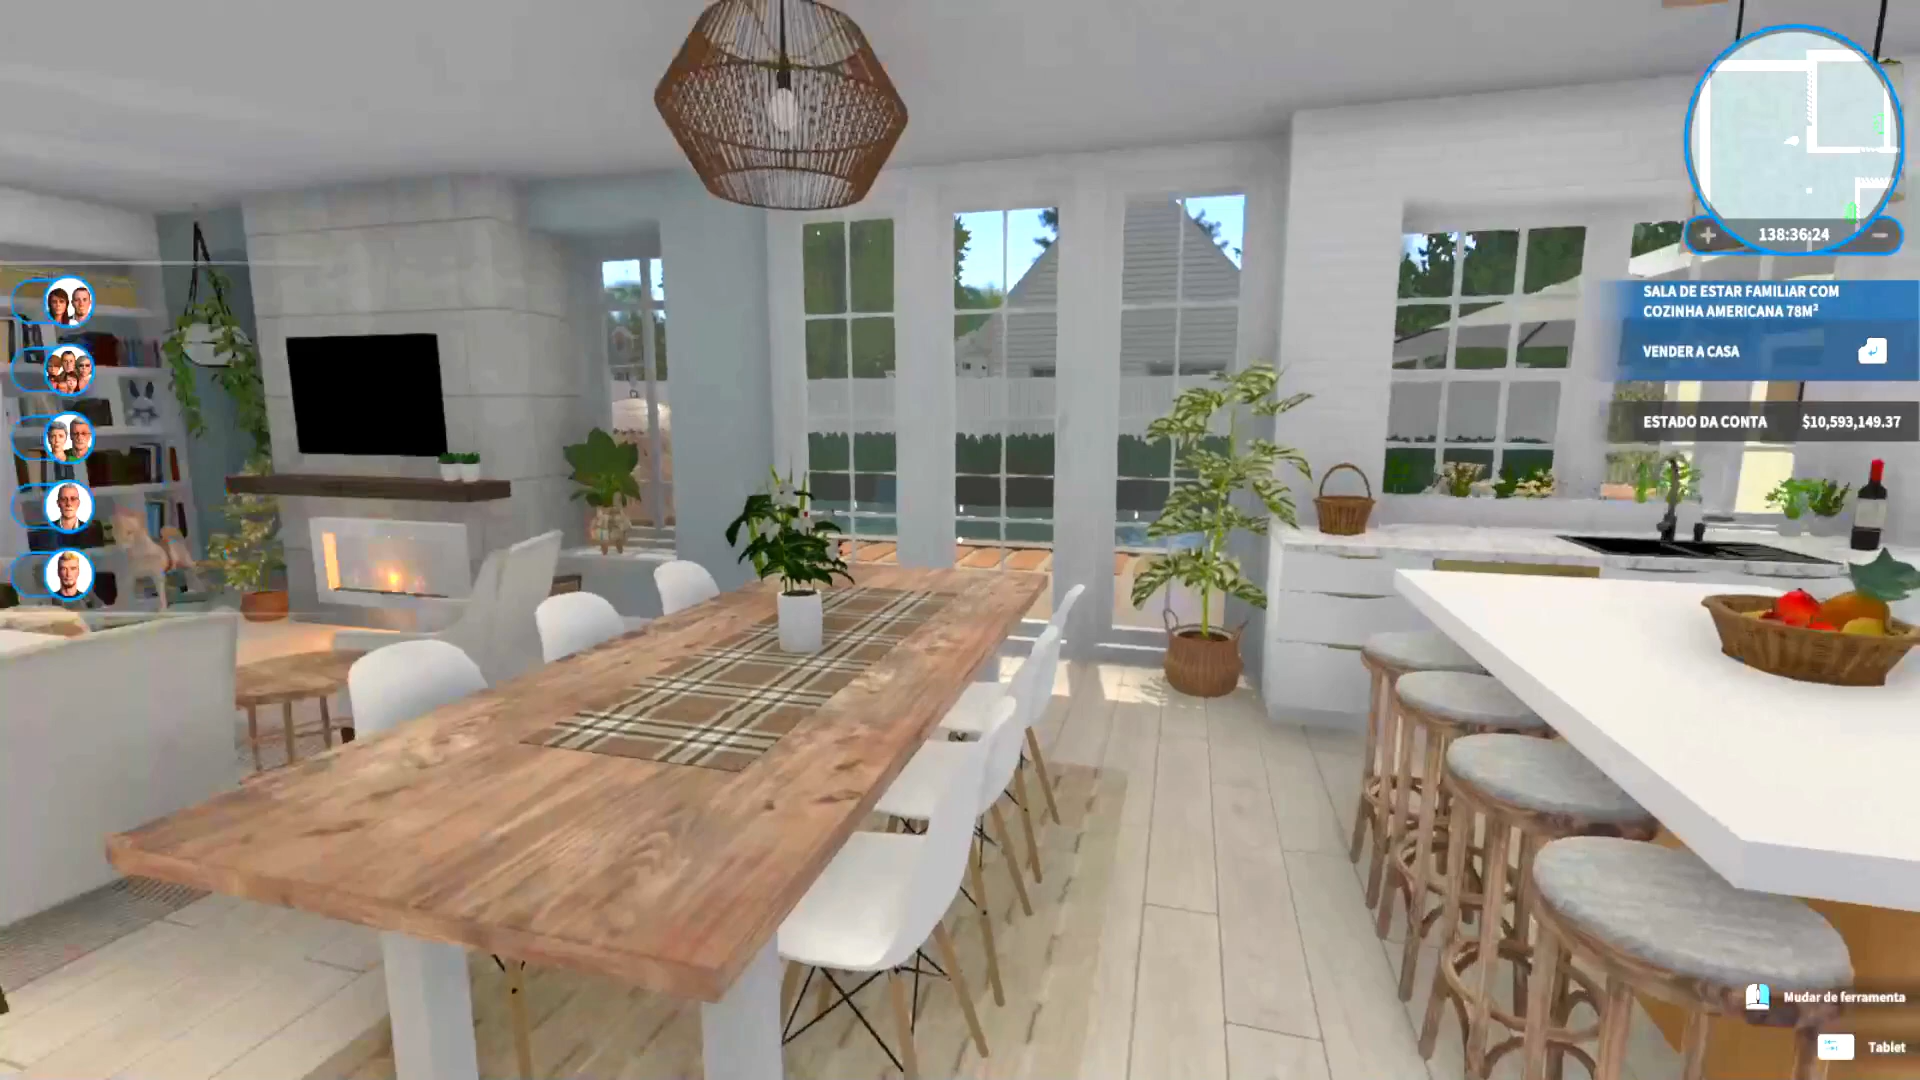 138:36:24
SALA DE ESTAR FAMILIAR COM
COZINHA AMERICANA 78M²
VENDER A CASA
ESTADO DA CONTA $10,593,149.37
Mudar de ferramenta
Tablet